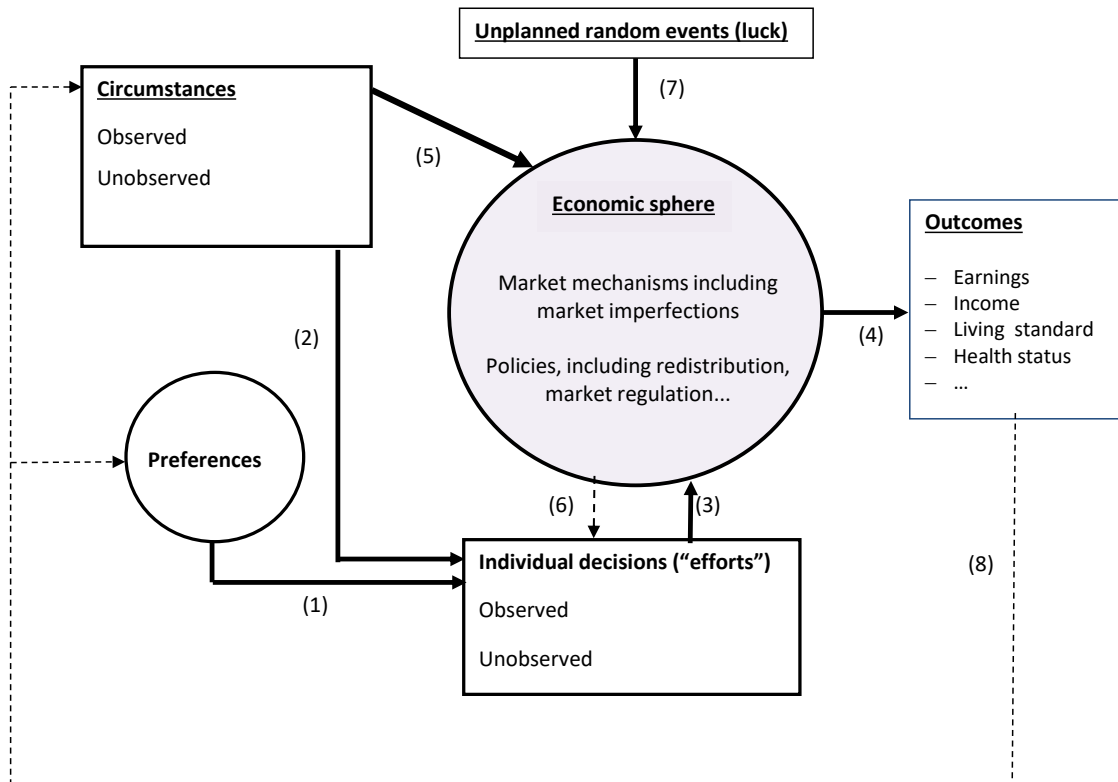 Unplanned random events (luck)
(7)
Circumstances
Observed
Unobserved
(5)
Economic sphere
Market mechanisms including
market imperfections
Policies, including redistribution,
market regulation...
(4)
Outcomes
– Earnings
– Income
– Living standard
– Health status
– …
(2)
Preferences
(6)
(3)
(1)
Individual decisions (“efforts”)
Observed
Unobserved
(8)